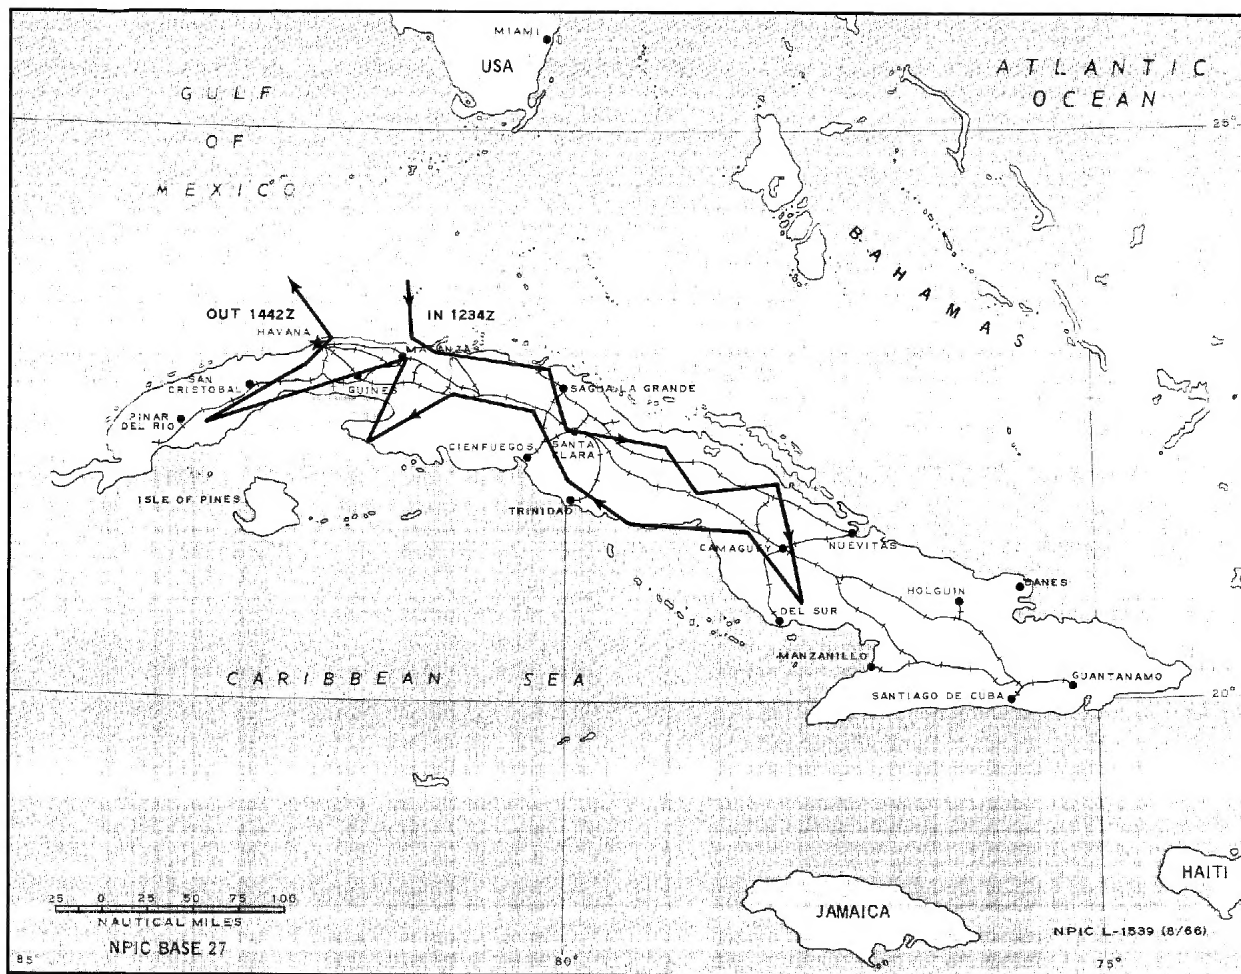 MIAMI
USA
ATLANTIC
OCEAN
GULF
OF
MEXICO
25°
BAHAMAS
OUT 1442Z
IN 1234Z
HAVANA
MATANZAS
SAN
CRISTOBAL
GUINES
SAGUA LA GRANDE
PINAR
DEL RIO
CIENFUEGOS
SANTA
CLARA
ISLE OF PINES
TRINIDAD
CAMAGUEY
NUEVITAS
BANES
HOLGUIN
DEL SUR
MANZANILLO
GUANTANAMO
CARIBBEAN SEA
SANTIAGO DE CUBA
20°
HAITI
25 0 25 50 75 100
NAUTICAL MILES
NPIC BASE 27
JAMAICA
NPIC L-1539 (8/66)
85
80°
75°